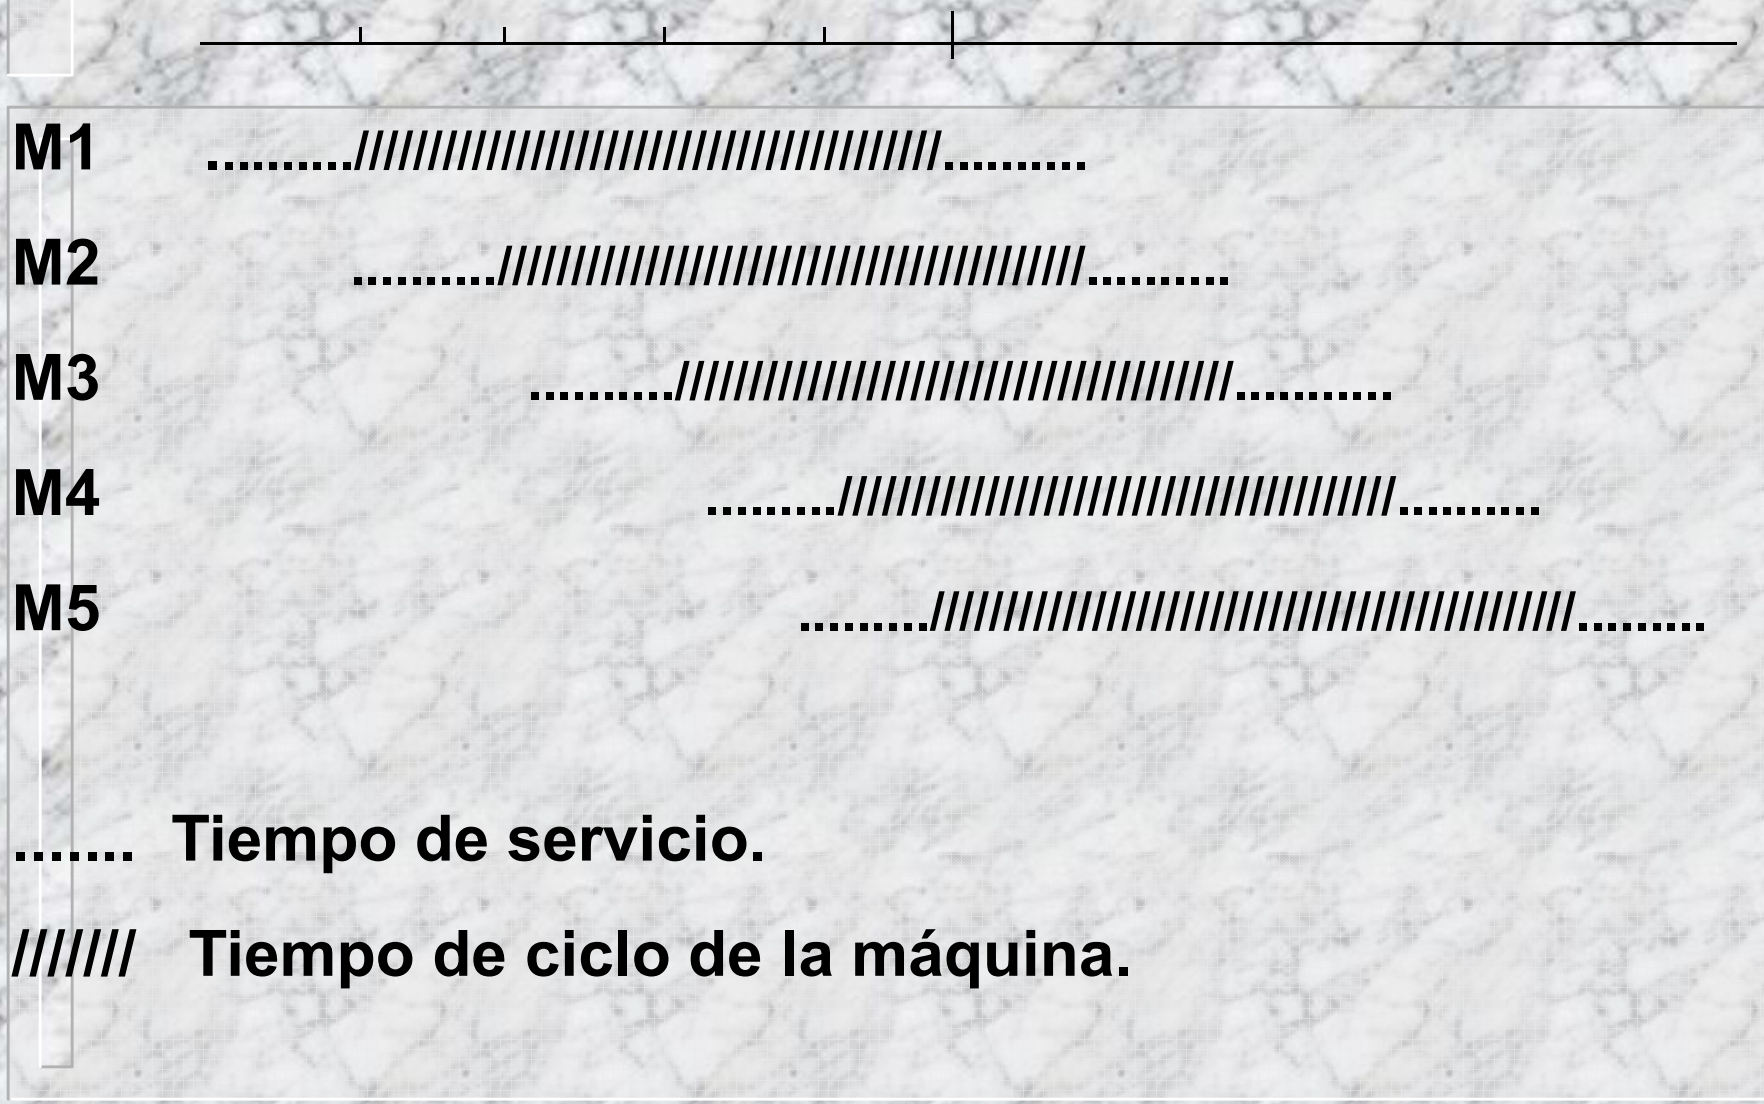 M1 ..........////////////////////////////////////////..........
M2 ..........////////////////////////////////////////..........
M3 ..........//////////////////////////////////////...........
M4 .........//////////////////////////////////////..........
M5 .........////////////////////////////////////////////.........
........ Tiempo de servicio.
/////// Tiempo de ciclo de la máquina.